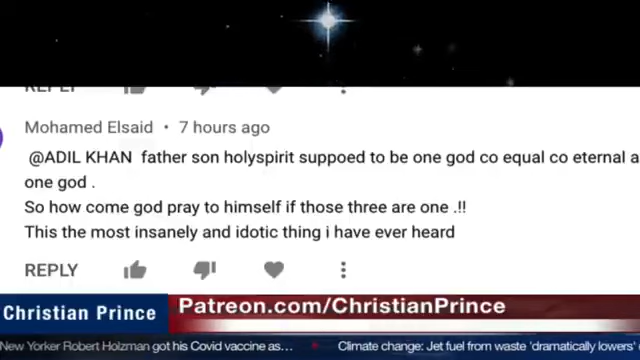 REPLY
Mohamed Elsaid • 7 hours ago
@ADIL KHAN father son holyspirit suppoed to be one god co equal co eternal a
one god .
So how come god pray to himself if those three are one .!!
This the most insanely and idotic thing i have ever heard
REPLY
Christian Prince
Patreon.com/ChristianPrince
New Yorker Robert Holzman got his Covid vaccine as... Climate change: Jet fuel from waste 'dramatically lowers'